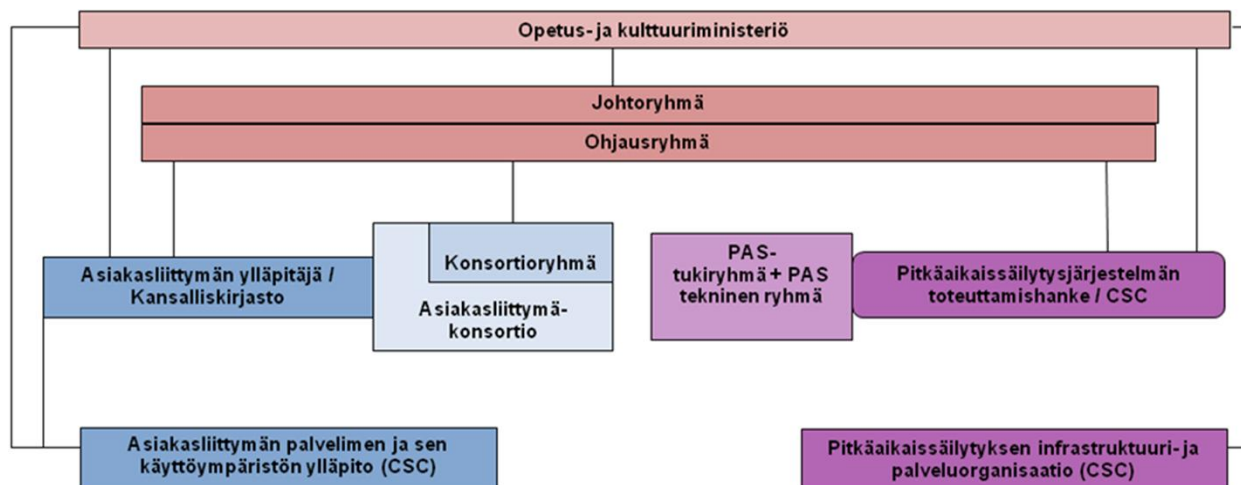 Opetus- ja kulttuuriministeriö
Johtoryhmä
Ohjausryhmä
Asiakasliittymän ylläpitäjä /
Kansalliskirjasto
Konsortioryhmä
Asiakasliittymä-
konsortio
PAS-
tukiryhmä + PAS
tekninen ryhmä
Pitkäaikaissäilytysjärjestelmän
toteuttamishanke / CSC
Asiakasliittymän palvelimen ja sen
käyttöympäristön ylläpito (CSC)
Pitkäaikaissäilytyksen infrastruktuuri- ja
palveluorganisaatio (CSC)